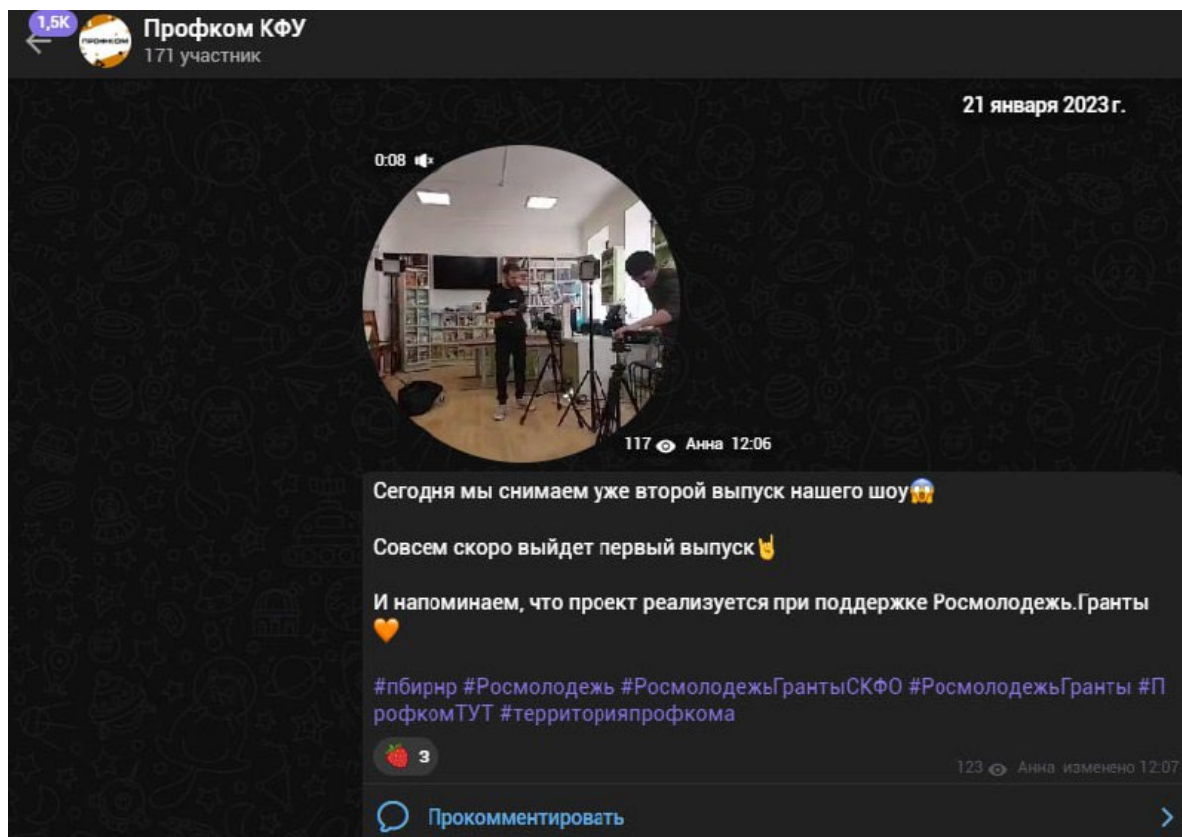 1,5K
ПРОФКОМ
Профком КФУ
171 участник
21 января 2023 г.
0:08
117 Анна 12:06
Сегодня мы снимаем уже второй выпуск нашего шоу😱
Совсем скоро выйдет первый выпуск🤘
И напоминаем, что проект реализуется при поддержке Росмолодежь.Гранты
🧡
#пбирнр #Росмолодежь #РосмолодежьГрантыСКФО #РосмолодежьГранты #П
рофкомТУТ #территорияпрофкома
🍓 3
123 Анна изменено 12:07
Прокомментировать